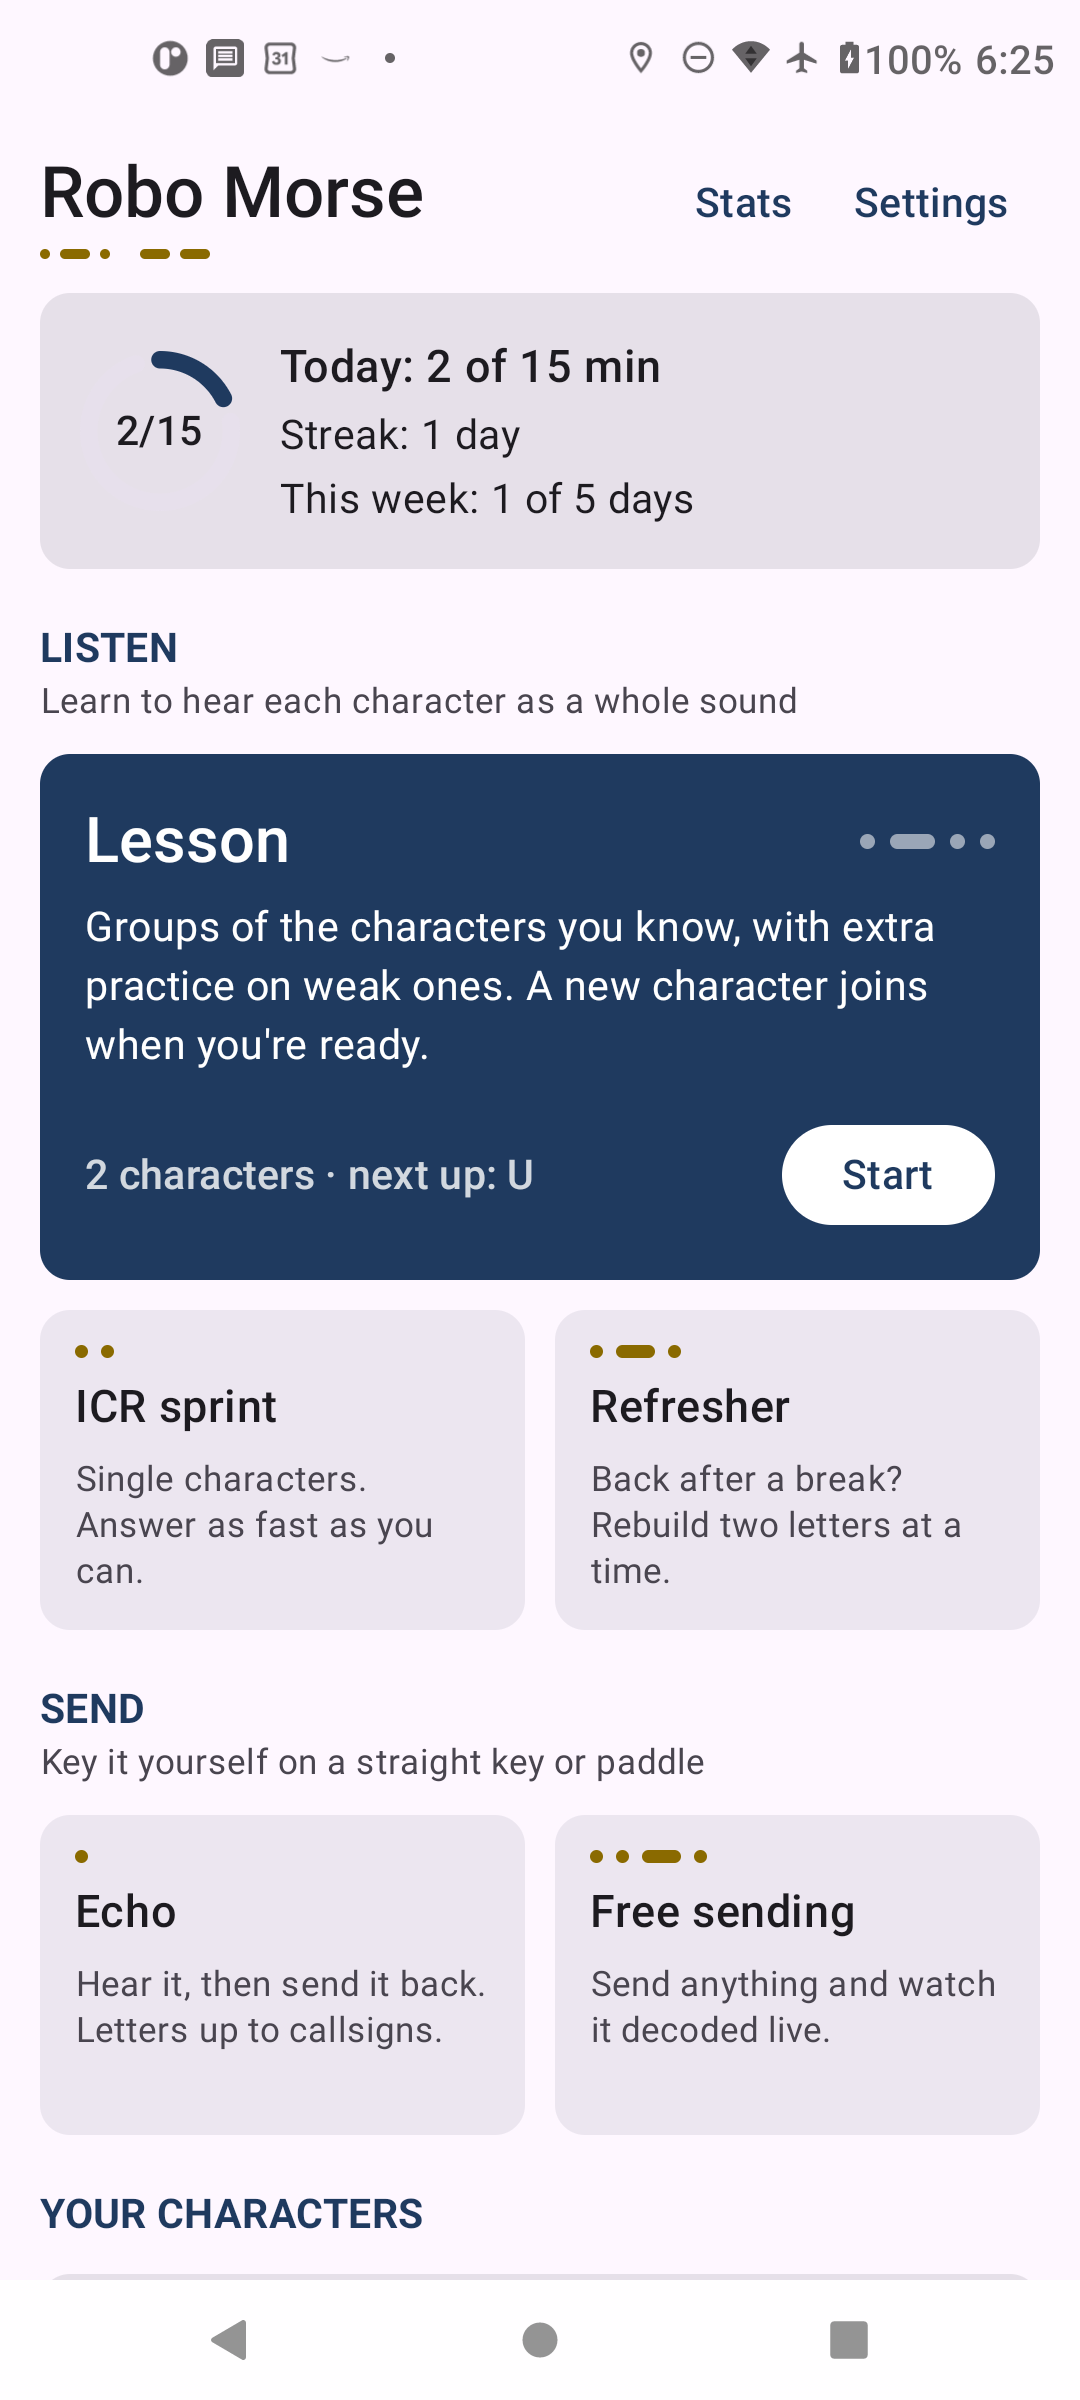 31
100% 6:25
Robo Morse
Stats
Settings
2/15
Today: 2 of 15 min
Streak: 1 day
This week: 1 of 5 days
LISTEN
Learn to hear each character as a whole sound
Lesson
Groups of the characters you know, with extra
practice on weak ones. A new character joins
when you're ready.
2 characters · next up: U
Start
ICR sprint
Single characters.
Answer as fast as you
can.
Refresher
Back after a break?
Rebuild two letters at a
time.
SEND
Key it yourself on a straight key or paddle
Echo
Hear it, then send it back.
Letters up to callsigns.
Free sending
Send anything and watch
it decoded live.
YOUR CHARACTERS